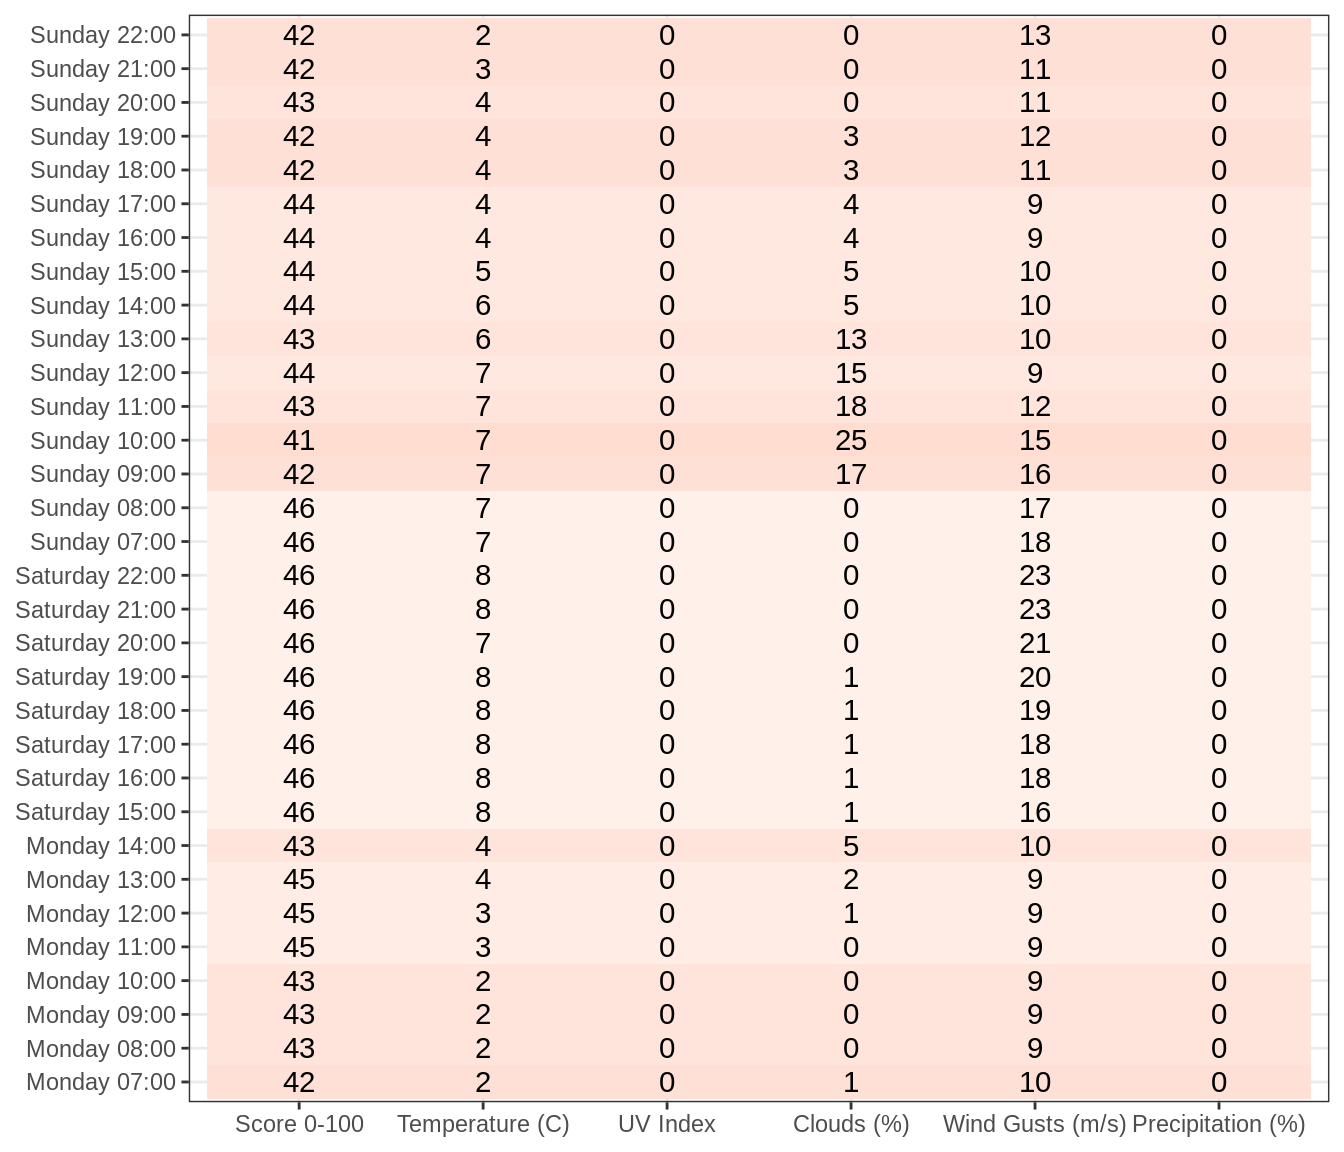 Sunday 22:00 42 2 0 0 13 0
Sunday 21:00 42 3 0 0 11 0
Sunday 20:00 43 4 0 0 11 0
Sunday 19:00 42 4 0 3 12 0
Sunday 18:00 42 4 0 3 11 0
Sunday 17:00 44 4 0 4 9 0
Sunday 16:00 44 4 0 4 9 0
Sunday 15:00 44 5 0 5 10 0
Sunday 14:00 44 6 0 5 10 0
Sunday 13:00 43 6 0 13 10 0
Sunday 12:00 44 7 0 15 9 0
Sunday 11:00 43 7 0 18 12 0
Sunday 10:00 41 7 0 25 15 0
Sunday 09:00 42 7 0 17 16 0
Sunday 08:00 46 7 0 0 17 0
Sunday 07:00 46 7 0 0 18 0
Saturday 22:00 46 8 0 0 23 0
Saturday 21:00 46 8 0 0 23 0
Saturday 20:00 46 7 0 0 21 0
Saturday 19:00 46 8 0 1 20 0
Saturday 18:00 46 8 0 1 19 0
Saturday 17:00 46 8 0 1 18 0
Saturday 16:00 46 8 0 1 18 0
Saturday 15:00 46 8 0 1 16 0
Monday 14:00 43 4 0 5 10 0
Monday 13:00 45 4 0 2 9 0
Monday 12:00 45 3 0 1 9 0
Monday 11:00 45 3 0 0 9 0
Monday 10:00 43 2 0 0 9 0
Monday 09:00 43 2 0 0 9 0
Monday 08:00 43 2 0 0 9 0
Monday 07:00 42 2 0 1 10 0
Score 0-100 Temperature (C) UV Index Clouds (%) Wind Gusts (m/s) Precipitation (%)